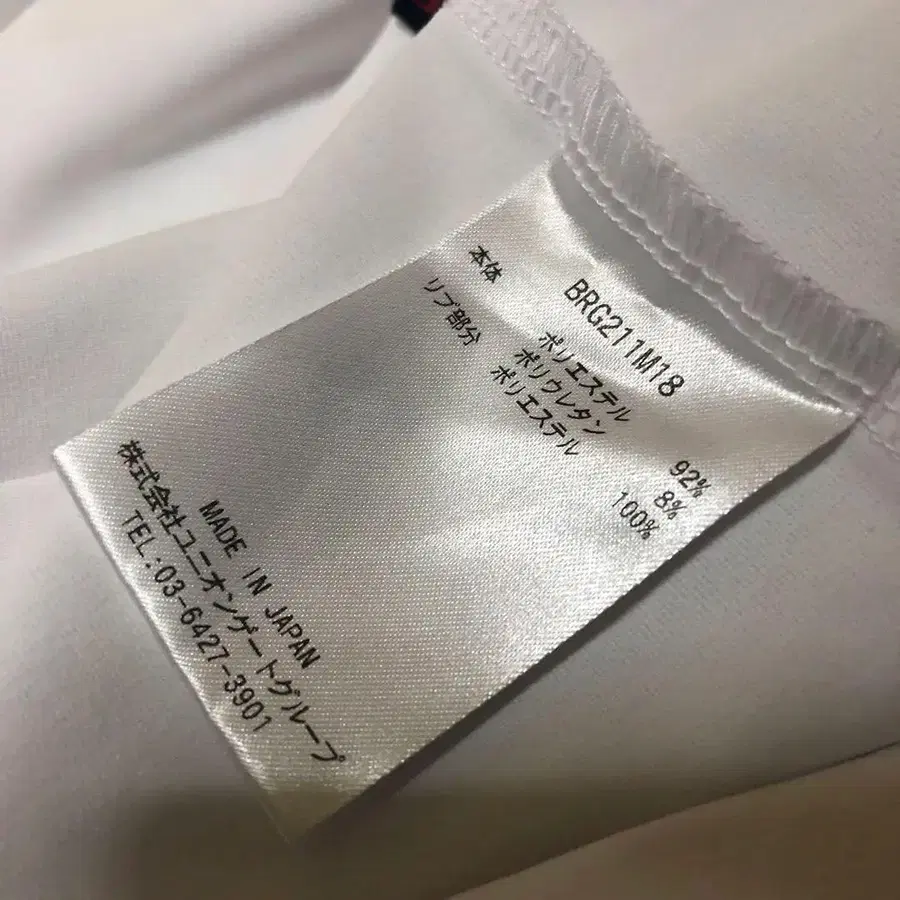 BRG211M18
本体 ポリエステル 92%
ポリウレタン 8%
リブ部分 ポリエステル 100%
MADE IN JAPAN
株式会社ユニオンゲートグループ
TEL:03-6427-3901